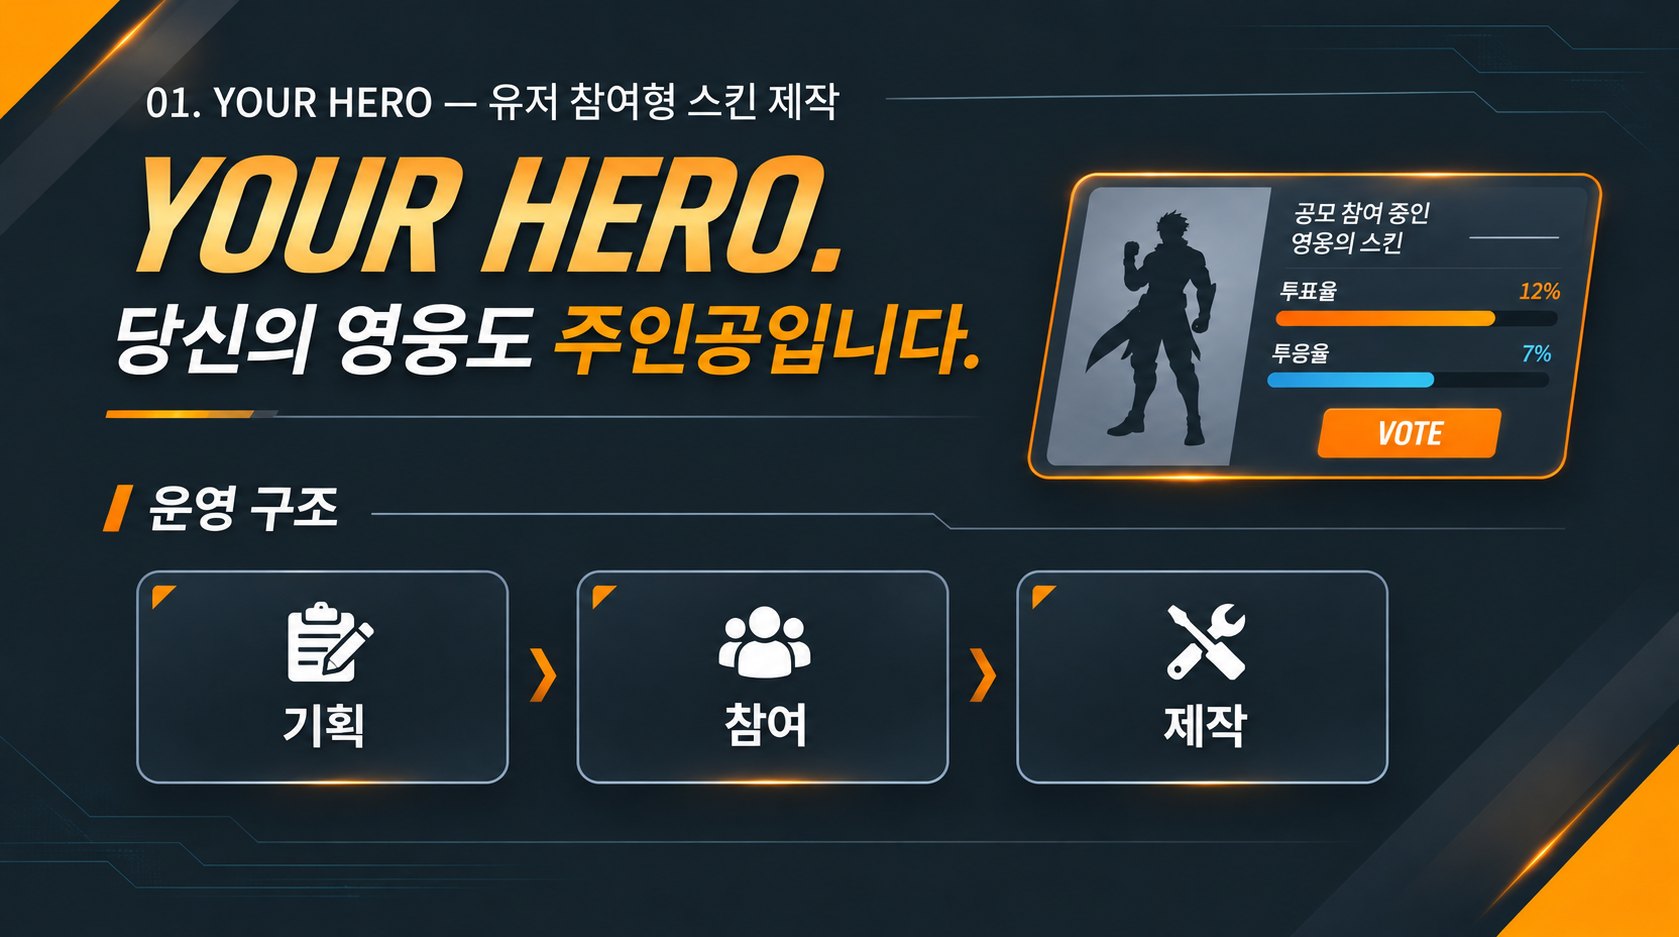 01. YOUR HERO — 유저 참여형 스킨 제작
YOUR HERO.
당신의 영웅도 주인공입니다.
공모 참여 중인
영웅의 스킨
투표율 12%
투응율 7%
VOTE
운영 구조
기획
참여
제작